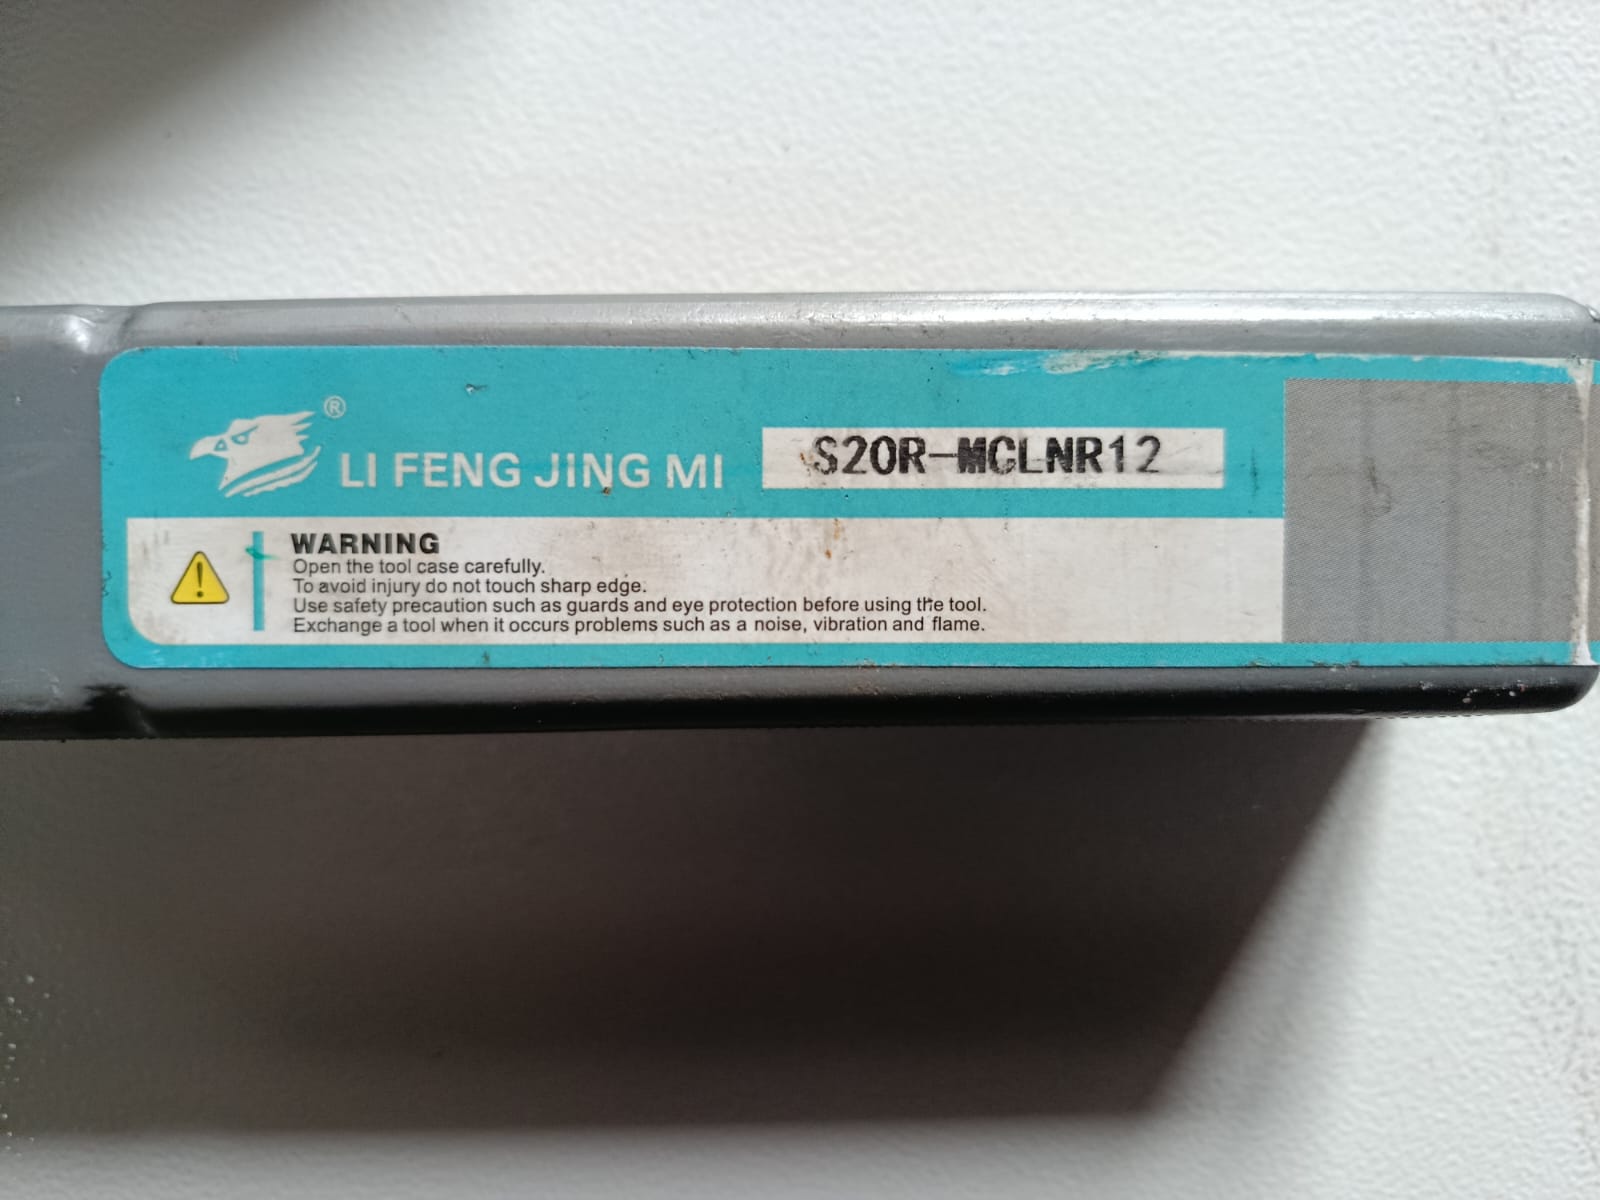 ®
LI FENG JING MI
S20R-MCLNR12
WARNING
Open the tool case carefully.
To avoid injury do not touch sharp edge.
Use safety precaution such as guards and eye protection before using the tool.
Exchange a tool when it occurs problems such as a noise, vibration and flame.